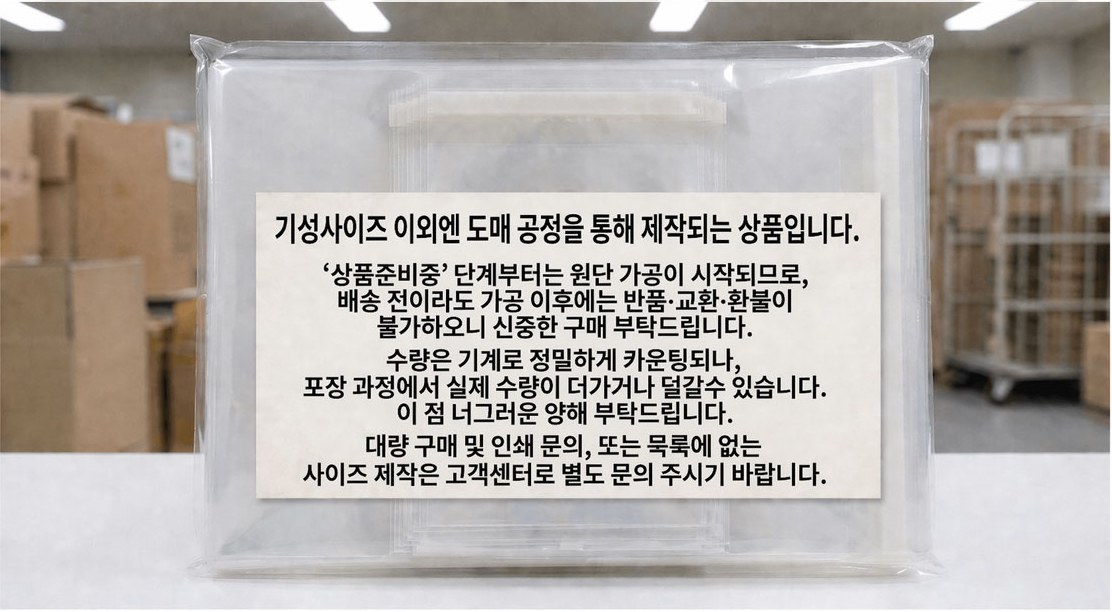 기성사이즈 이외엔 도매 공정을 통해 제작되는 상품입니다.
‘상품준비중’ 단계부터는 원단 가공이 시작되므로,
배송 전이라도 가공 이후에는 반품·교환·환불이
불가하오니 신중한 구매 부탁드립니다.
수량은 기계로 정밀하게 카운팅되나,
포장 과정에서 실제 수량이 더가거나 덜갈수 있습니다.
이 점 너그러운 양해 부탁드립니다.
대량 구매 및 인쇄 문의, 또는 목록에 없는
사이즈 제작은 고객센터로 별도 문의 주시기 바랍니다.